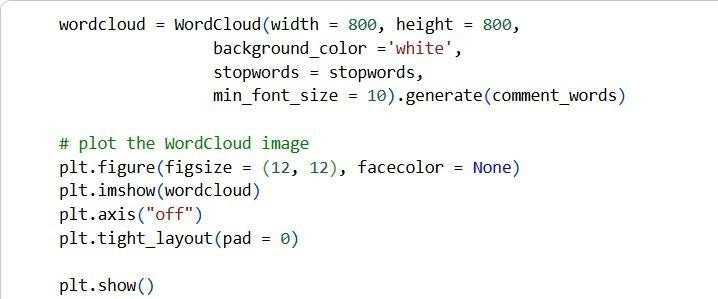 wordcloud = WordCloud(width = 800, height = 800,
background_color ='white',
stopwords = stopwords,
min_font_size = 10).generate(comment_words)
# plot the WordCloud image
plt.figure(figsize = (12, 12), facecolor = None)
plt.imshow(wordcloud)
plt.axis("off")
plt.tight_layout(pad = 0)
plt.show()